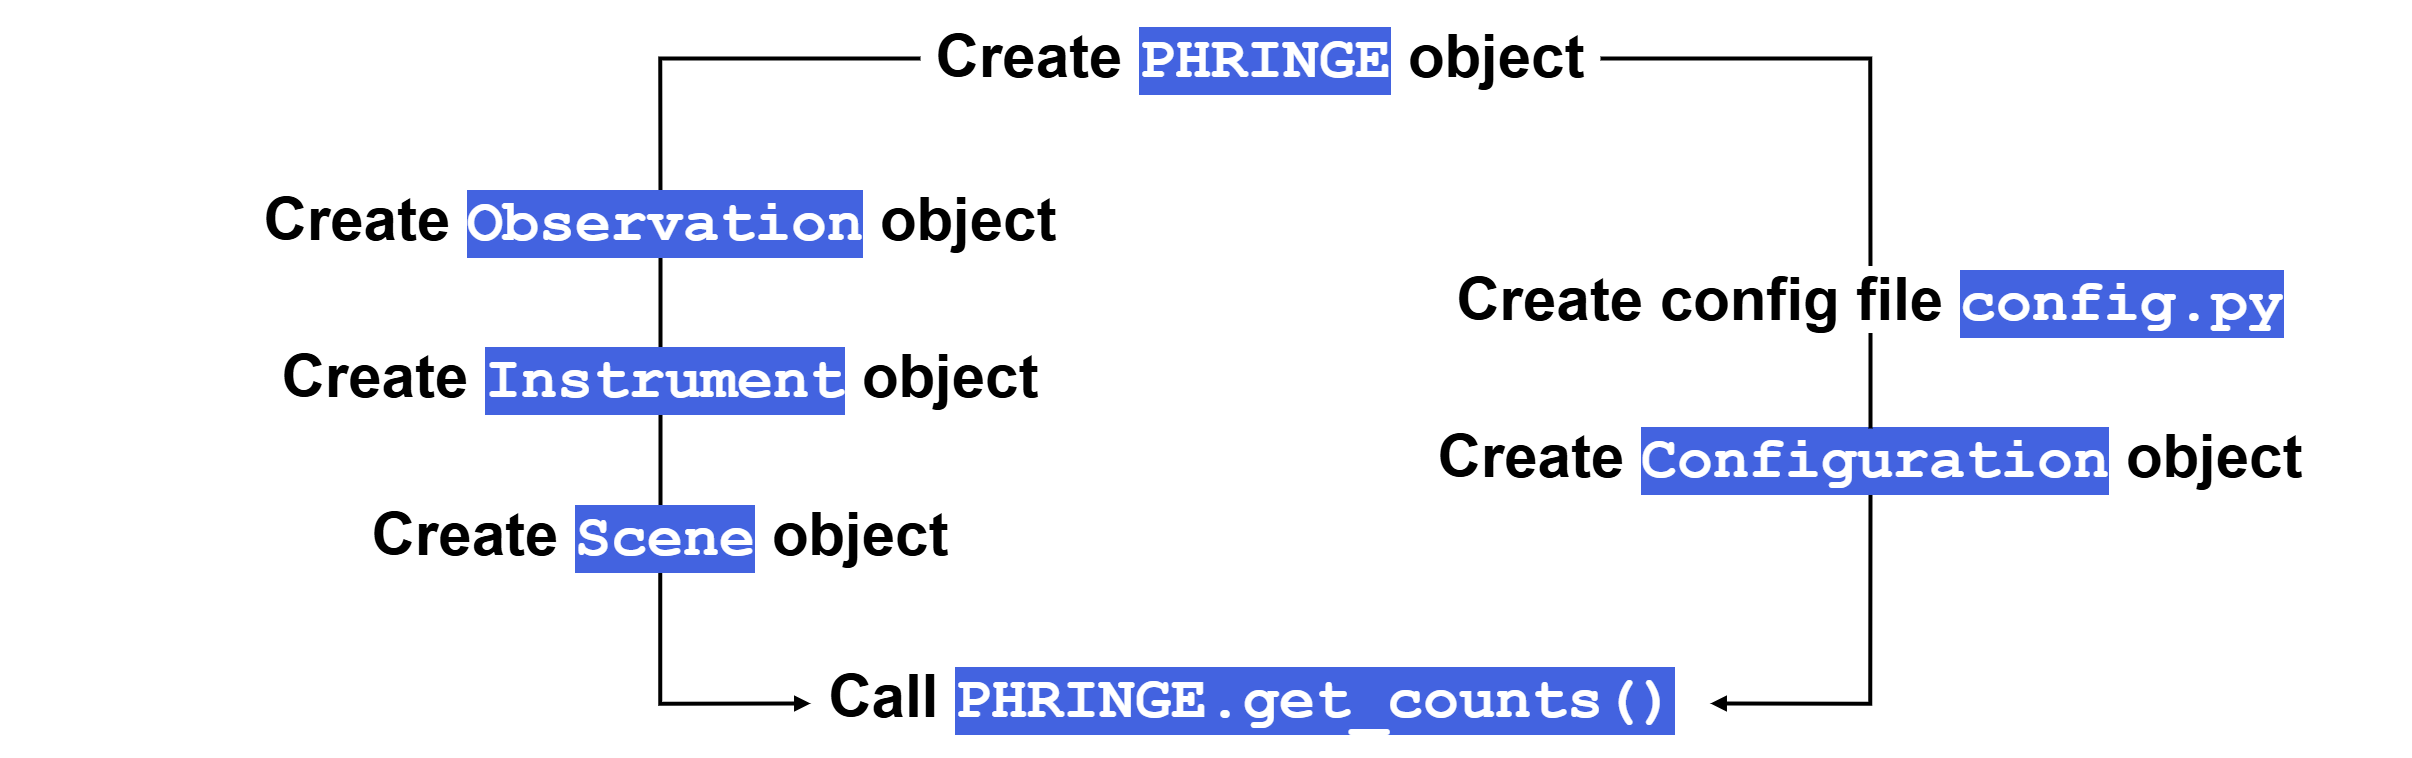 Create PHRINGE object
Create Observation object
Create Instrument object
Create Scene object
Create config file config.py
Create Configuration object
Call PHRINGE.get_counts()